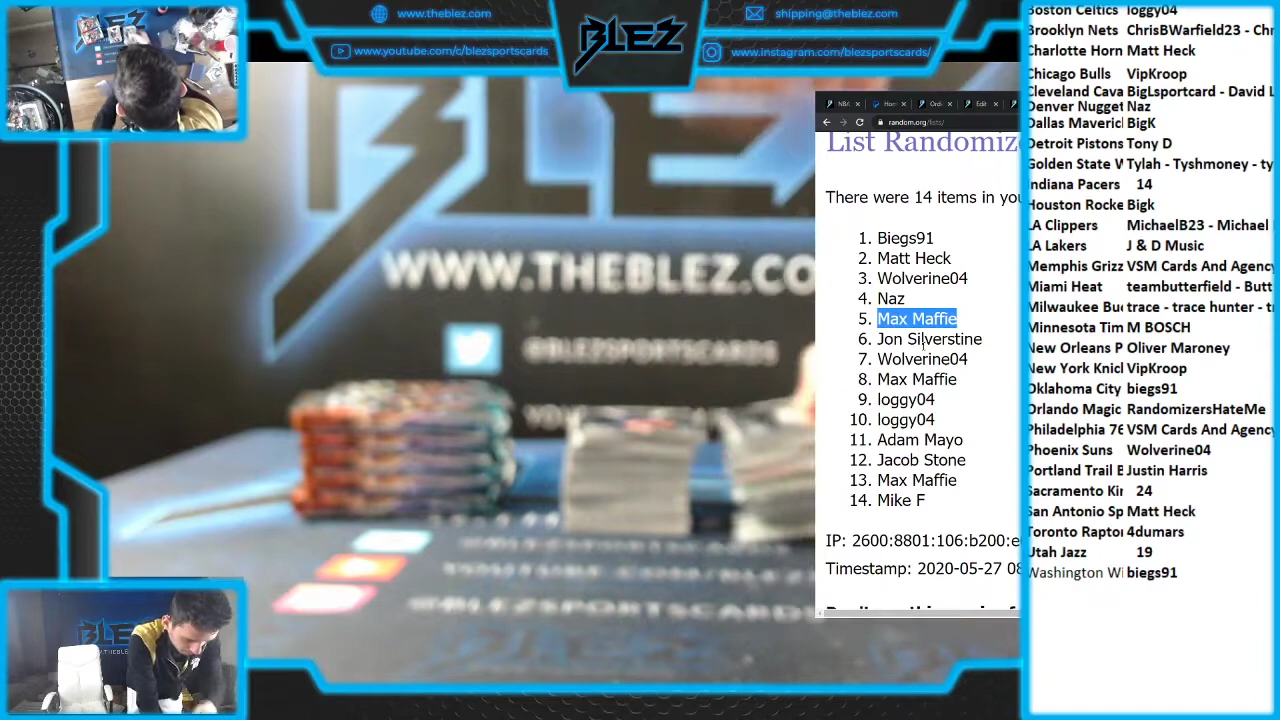 www.theblez.com
www.youtube.com/c/blezsportscards
BLEZ
shipping@theblez.com
www.instagram.com/blezsportscards/
WWW.THEBLEZ.CO
@BLEZSPORTSCARDS
random.org/lists/
List Randomiz
There were 14 items in you
1. Biegs91
2. Matt Heck
3. Wolverine04
4. Naz
5. Max Maffie
6. Jon Silverstine
7. Wolverine04
8. Max Maffie
9. loggy04
10. loggy04
11. Adam Mayo
12. Jacob Stone
13. Max Maffie
14. Mike F
IP: 2600:8801:106:b200:e
Timestamp: 2020-05-27 08
Boston Celtics loggy04
Brooklyn Nets ChrisBWarfield23 - Chr
Charlotte Horn Matt Heck
Chicago Bulls VipKroop
Cleveland Cava BigLsportcard - David L
Denver Nugget Naz
Dallas Maveric BigK
Detroit Pistons Tony D
Golden State W Tylah - Tyshmoney - ty
Indiana Pacers 14
Houston Rocke Bigk
LA Clippers MichaelB23 - Michael
LA Lakers J & D Music
Memphis Grizz VSM Cards And Agency
Miami Heat teambutterfield - Butt
Milwaukee Bu trace - trace hunter - t
Minnesota Tim M BOSCH
New Orleans P Oliver Maroney
New York Knicl VipKroop
Oklahoma City biegs91
Orlando Magic RandomizersHateMe
Philadelphia 76 VSM Cards And Agency
Phoenix Suns Wolverine04
Portland Trail B Justin Harris
Sacramento Kin 24
San Antonio Sp Matt Heck
Toronto Rapto 4dumars
Utah Jazz 19
Washington Wi biegs91